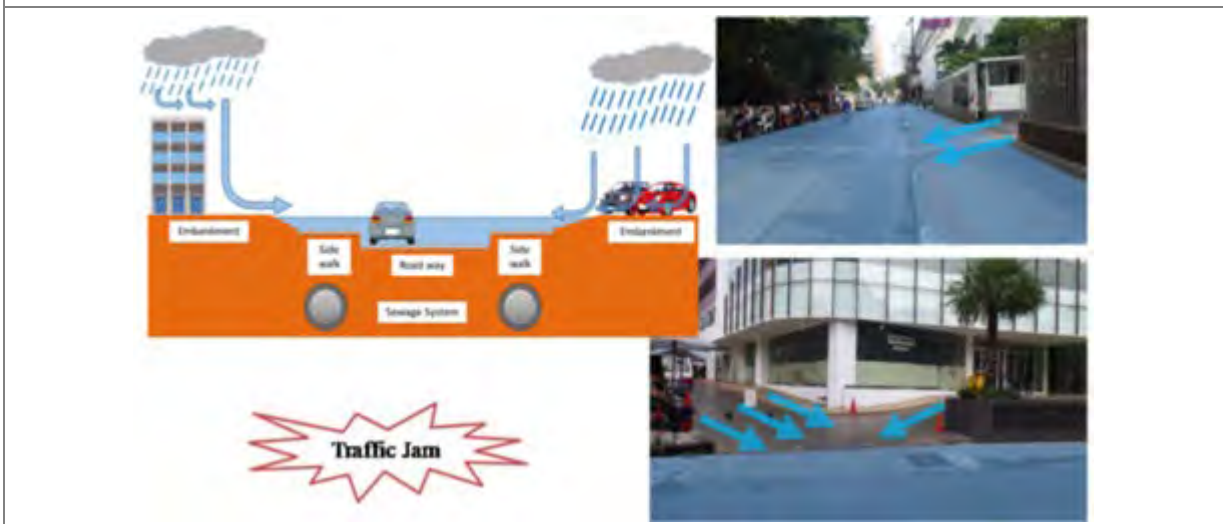 Embankment
Embankment
Side
walk
Road way
Side
walk
Sewage System
Traffic Jam